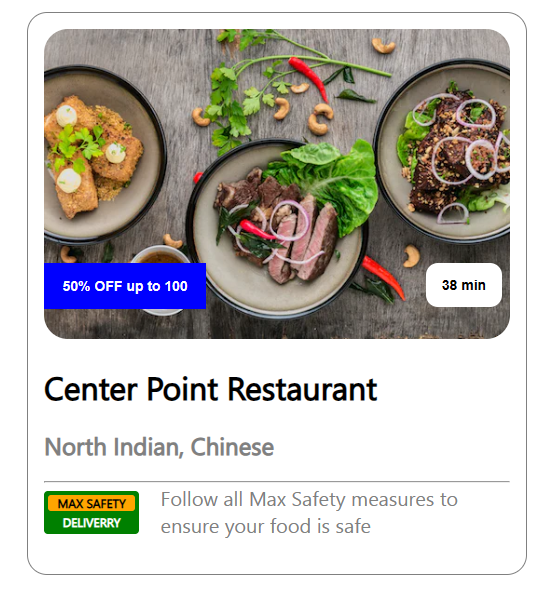 50% OFF up to 100
38 min
Center Point Restaurant
North Indian, Chinese
MAX SAFETY
DELIVERRY
Follow all Max Safety measures to
ensure your food is safe